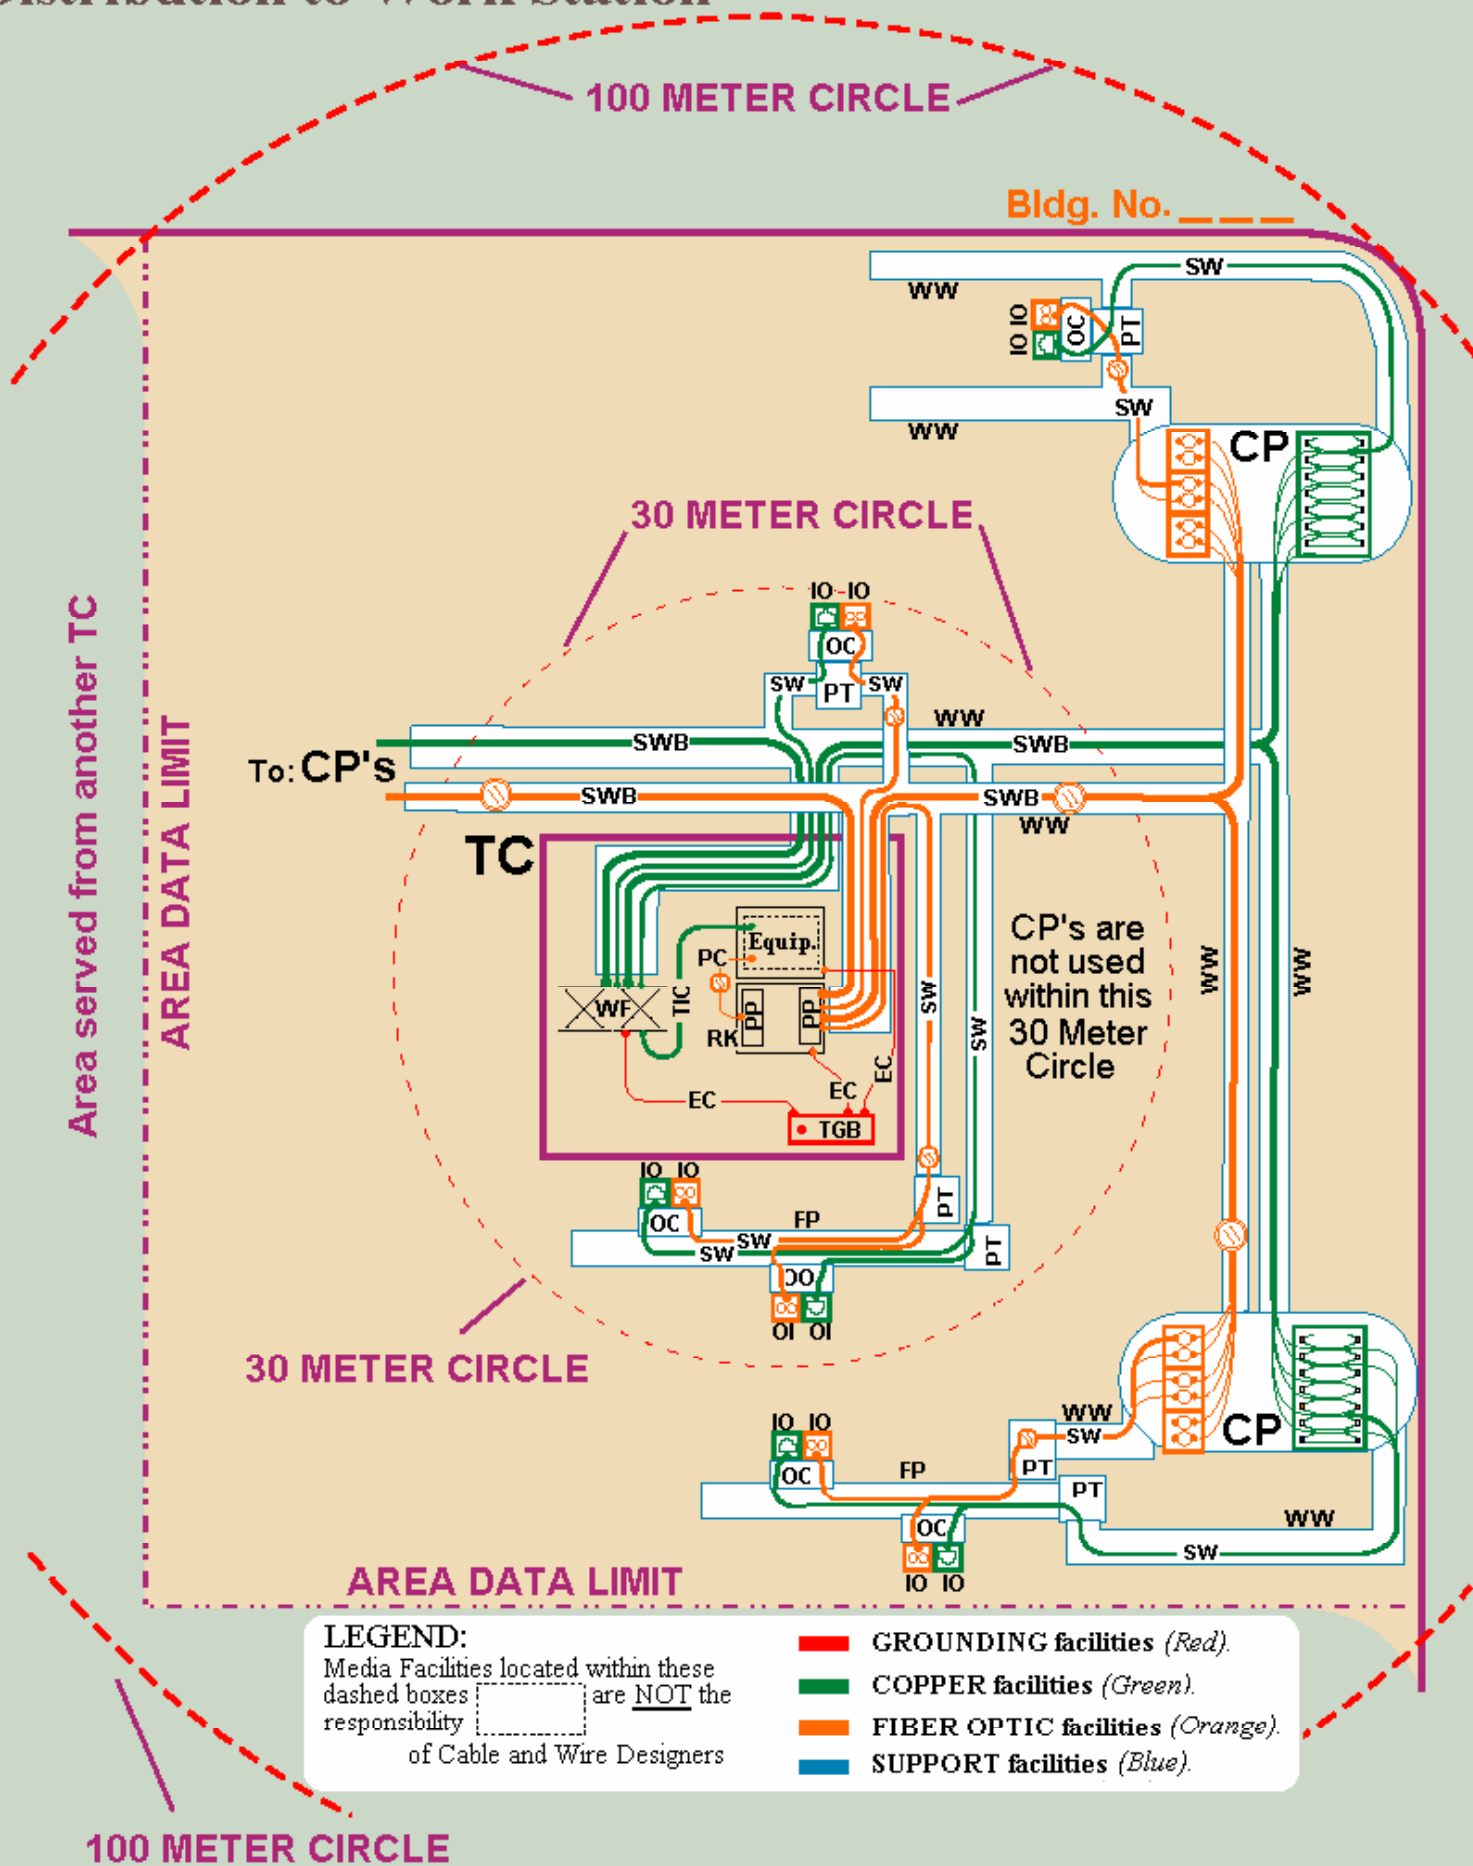 Distribution to Work Station
100 METER CIRCLE
Bldg. No. _ _ _
SW
WW
IO IO
OC
PT
SW
WW
CP
30 METER CIRCLE
IO IO
OC
SW PT SW
WW
SWB SWB
To: CP's
SWB SWB
WW
TC
Area served from another TC
AREA DATA LIMIT
Equip.
PC
WF
TIC
PP PP
RK
EC EC EC
TGB
SW
SW
CP's are
not used
within this
30 Meter
Circle
WW WW
IO IO
OC
FP
PT
SW
SW
PT
OC
IO IO
30 METER CIRCLE
CP
WW
SW
IO IO
OC
FP
PT
PT
WW
OC
SW
IO IO
AREA DATA LIMIT
LEGEND:
Media Facilities located within these
dashed boxes are NOT the
responsibility
of Cable and Wire Designers
GROUNDING facilities (Red).
COPPER facilities (Green).
FIBER OPTIC facilities (Orange).
SUPPORT facilities (Blue).
100 METER CIRCLE